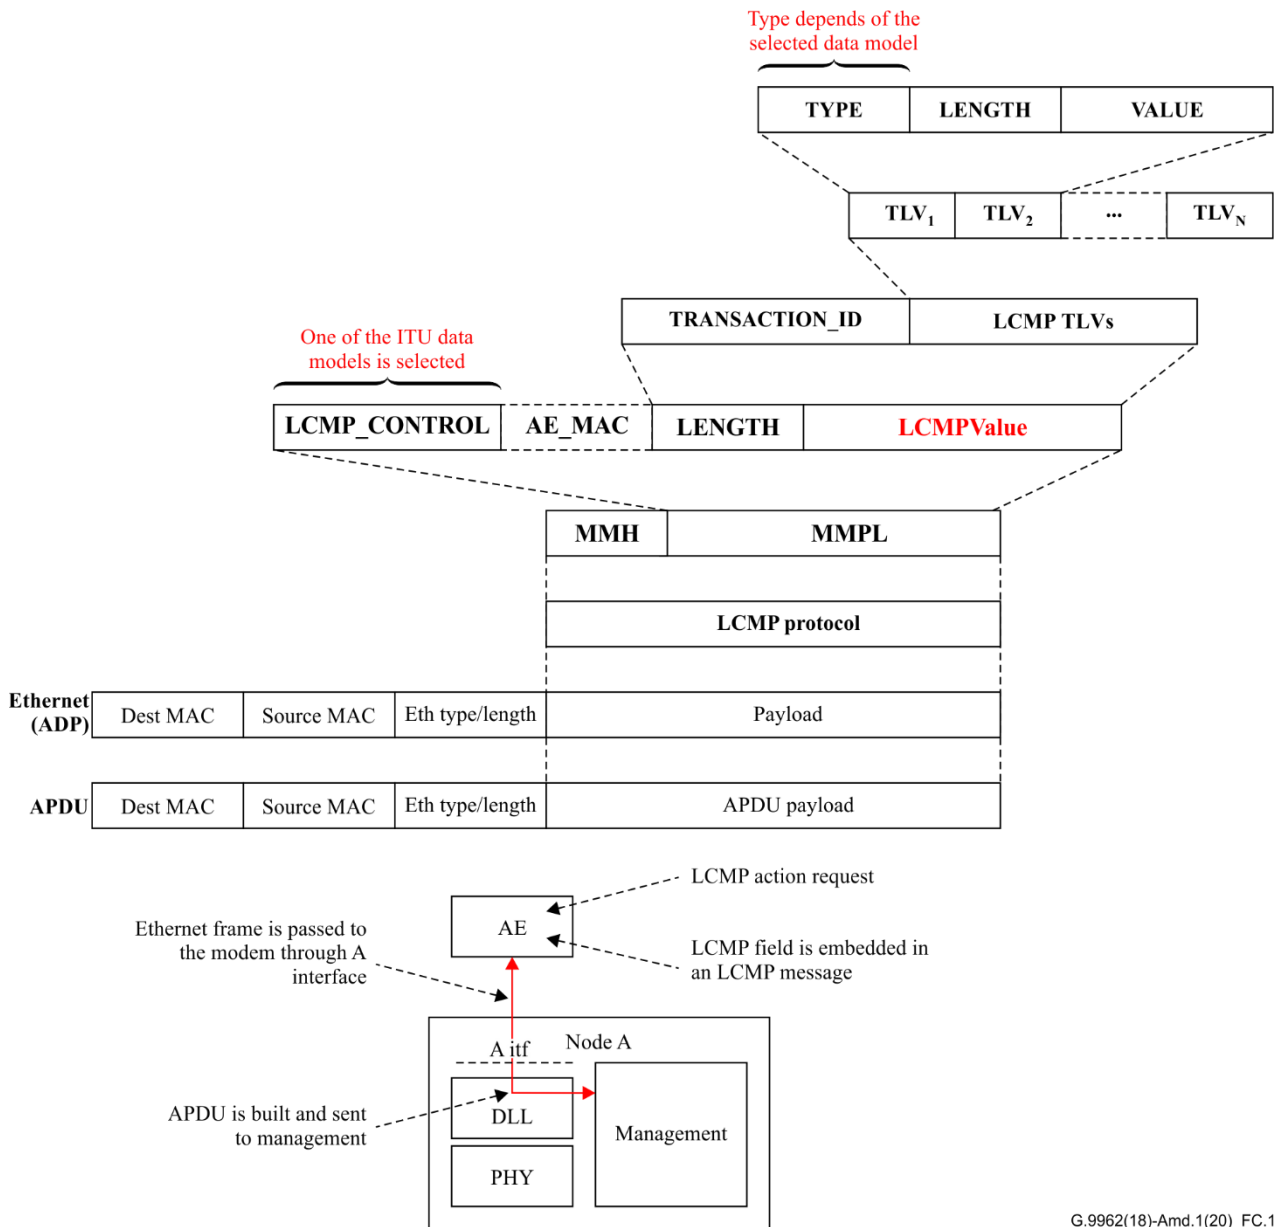 Type depends of the
selected data model
TYPE LENGTH VALUE
TLV1 TLV2 ... TLVN
TRANSACTION_ID LCMP TLVs
One of the ITU data
models is selected
LCMP_CONTROL AE_MAC LENGTH LCMPValue
MMH MMPL
LCMP protocol
Ethernet
(ADP)
Dest MAC Source MAC Eth type/length Payload
APDU Dest MAC Source MAC Eth type/length APDU payload
LCMP action request
AE
Ethernet frame is passed to
the modem through A
interface
LCMP field is embedded in
an LCMP message
Node A
A itf
APDU is built and sent
to management
DLL
Management
PHY
G.9962(18)-Amd.1(20)_FC.1